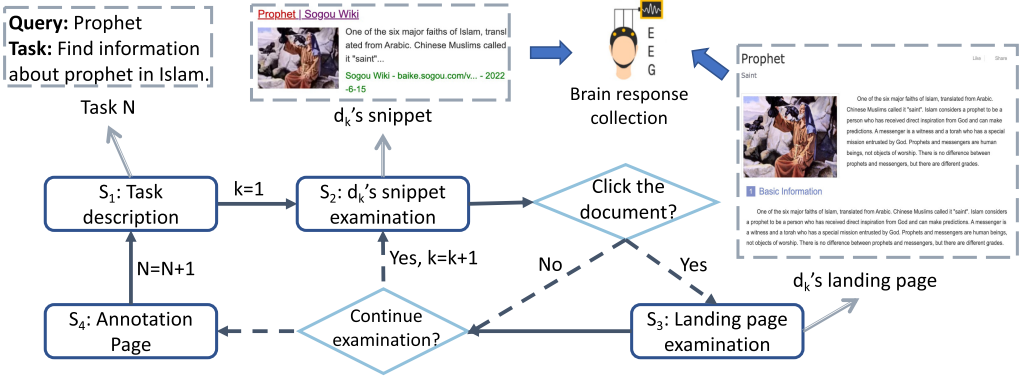 Query: Prophet
Task: Find information
about prophet in Islam.
Task N
Prophet | Sogou Wiki
One of the six major faiths of Islam, transl
ated from Arabic. Chinese Muslims called
it "saint"...
Sogou Wiki - baike.sogou.com/v... - 2022
-6-15
dk's snippet
EEG
Brain response
collection
Prophet
Like
Share
Saint
One of the six major faiths of Islam, translated from Arabic.
Chinese Muslims called it "saint". Islam considers a prophet to be a
person who has received direct inspiration from God and can make
predictions. A messenger is a witness and a torah who has a special
mission entrusted by God. Prophets and messengers are human
beings, not objects of worship. There is no difference between
prophets and messengers, but there are different grades.
1 Basic Information
One of the six major faiths of Islam, translated from Arabic. Chinese Muslims called it "saint". Islam considers
a prophet to be a person who has received direct inspiration from God and can make predictions. A messenger is
a witness and a torah who has a special mission entrusted by God. Prophets and messengers are human beings,
not objects of worship. There is no difference between prophets and messengers, but there are different grades.
dk's landing page
S1: Task
description
k=1
S2: dk's snippet
examination
Click the
document?
No
Yes
Yes, k=k+1
N=N+1
S4: Annotation
Page
Continue
examination?
S3: Landing page
examination